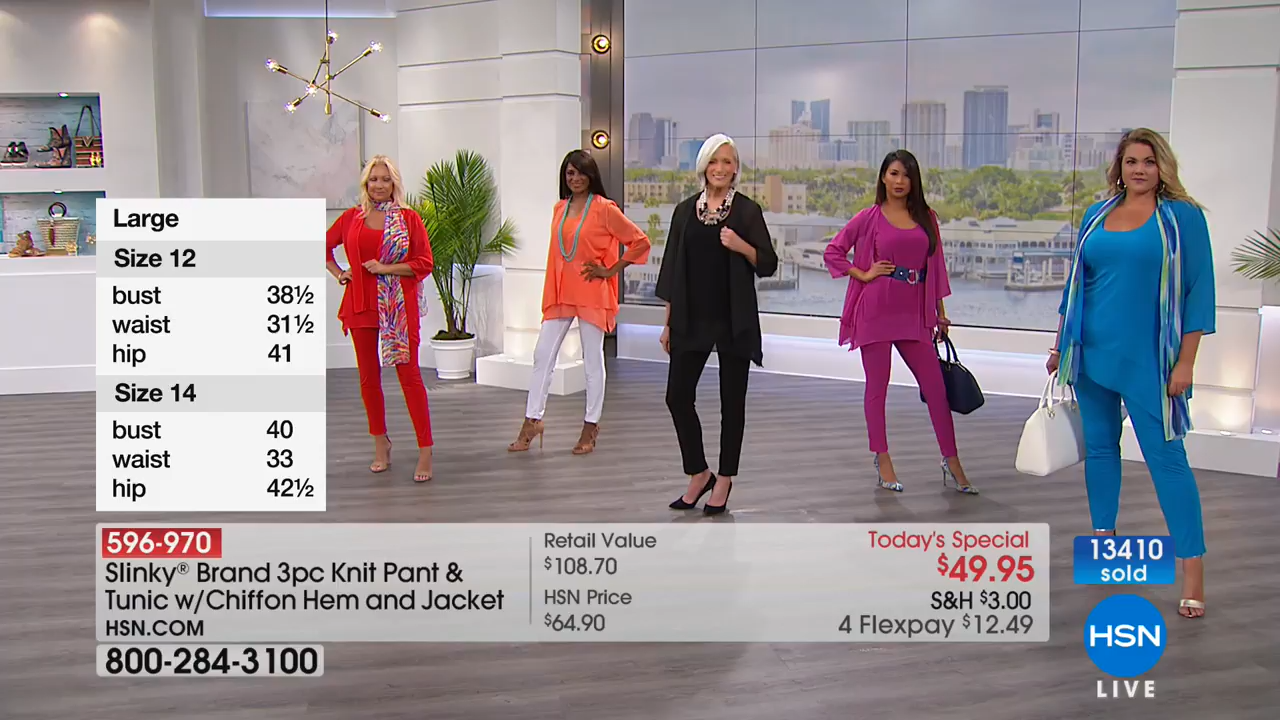 Large
Size 12
bust 38½
waist 31½
hip 41
Size 14
bust 40
waist 33
hip 42½
596-970
Slinky® Brand 3pc Knit Pant &
Tunic w/Chiffon Hem and Jacket
HSN.COM
800-284-3100
Retail Value
$108.70
HSN Price
$64.90
Today's Special
$49.95
S&H $3.00
4 Flexpay $12.49
13410
sold
HSN
LIVE